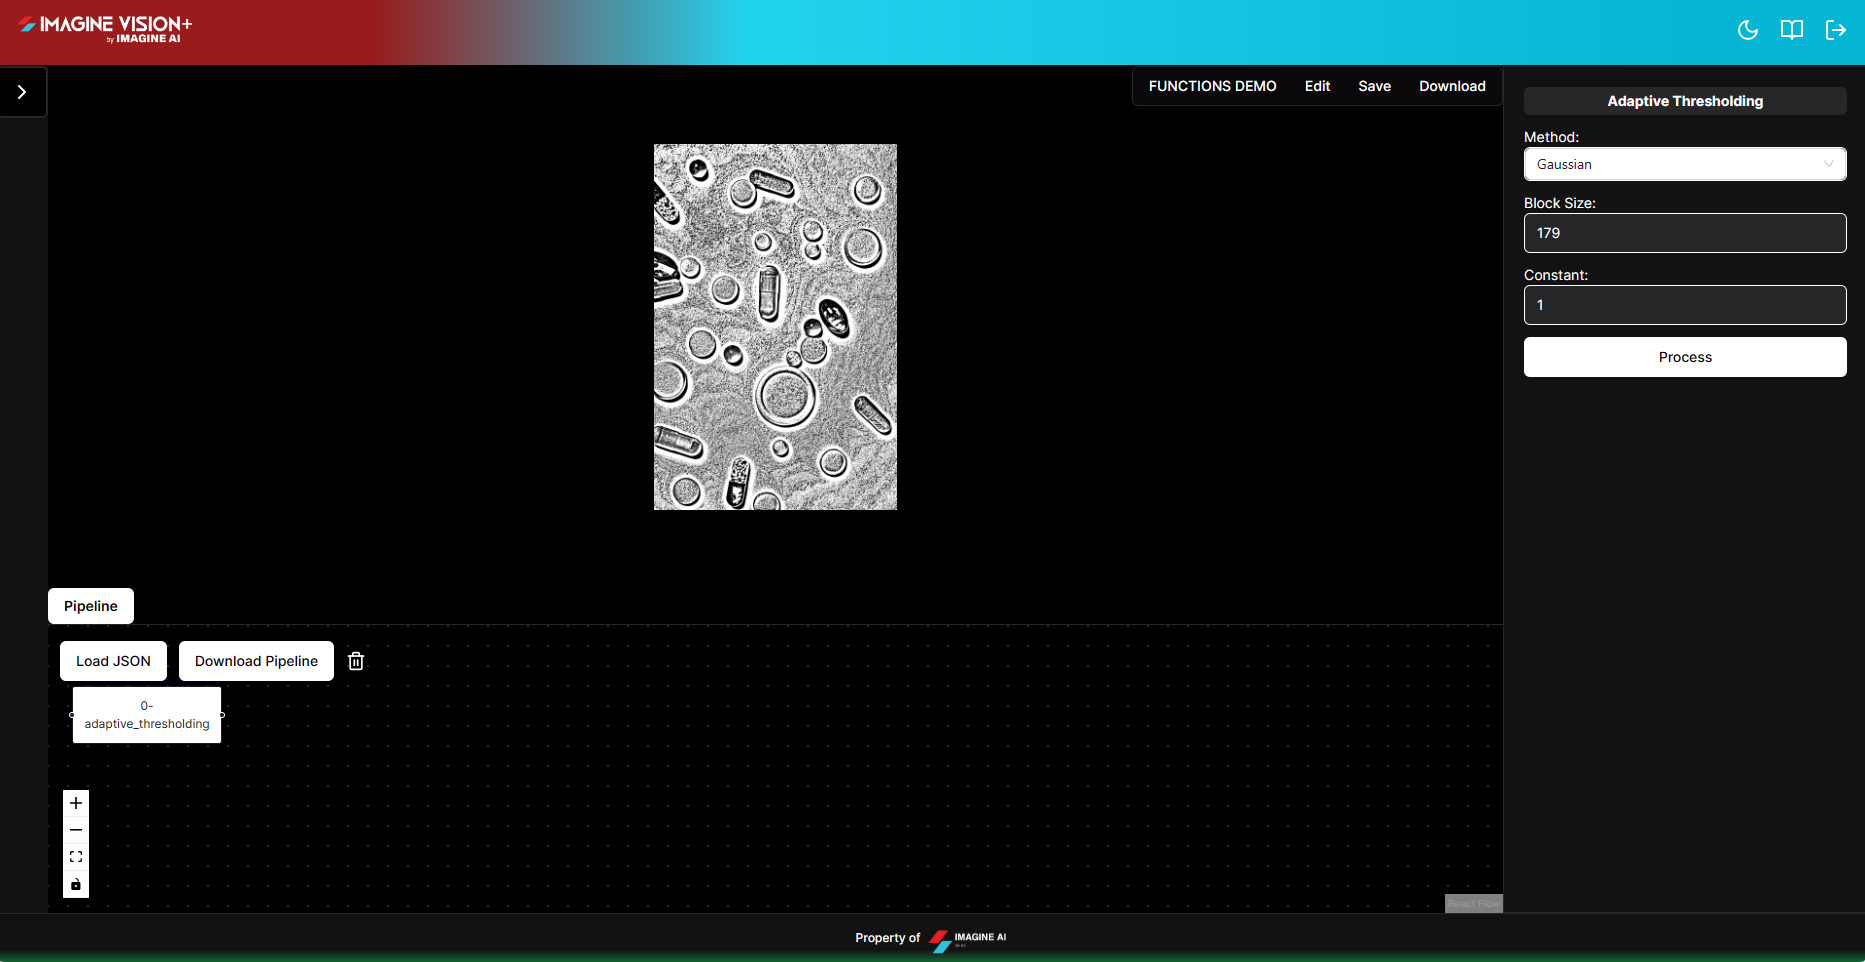 IMAGINE VISION+
by IMAGINE AI
FUNCTIONS DEMO Edit Save Download
Adaptive Thresholding
Method:
Gaussian
Block Size:
179
Constant:
1
Process
Pipeline
Load JSON Download Pipeline
0-
adaptive_thresholding
React Flow
Property of IMAGINE AI